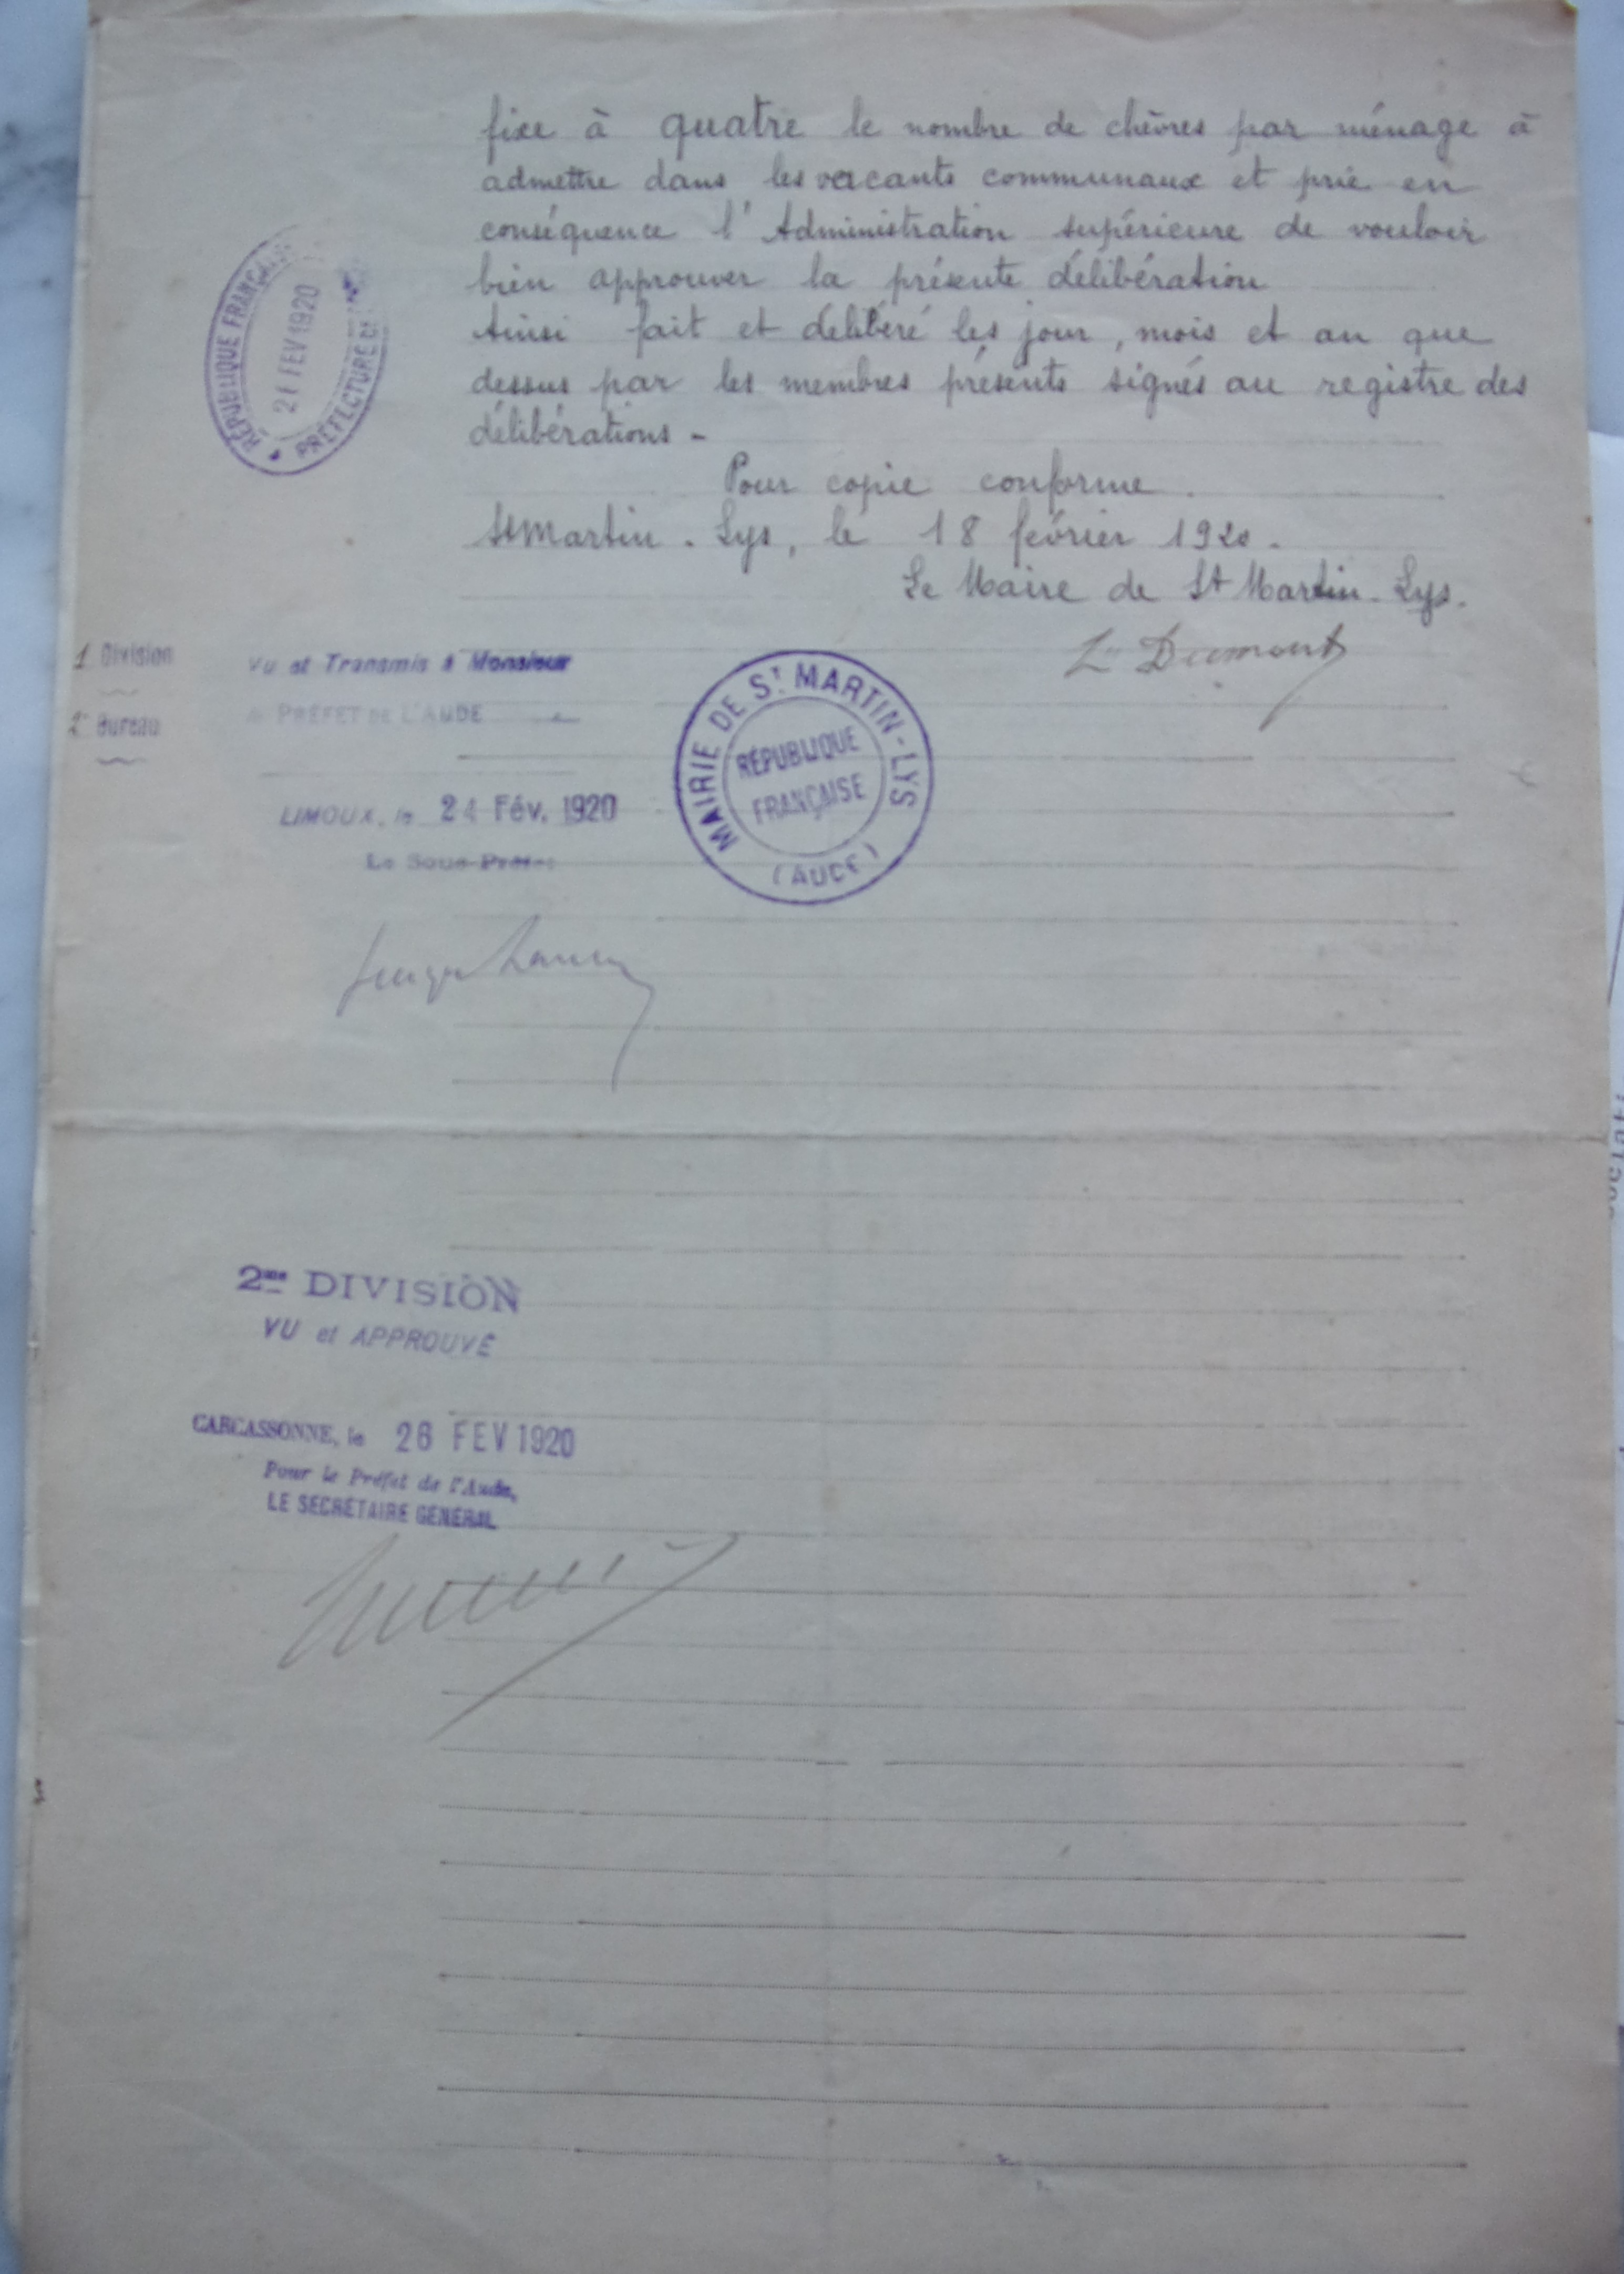 fixe à quatre le nombre de chèvres par ménage à
admettre dans les vacants communaux et prie en
conséquence l'Administration supérieure de vouloir
bien approuver la présente délibération
Ainsi fait et délibéré les jour, mois et an que
dessus par les membres présents signés au registre des
délibérations -
Pour copie conforme.
St Martin-Lys, le 18 février 1920.
Le Maire de St Martin-Lys.
Dumont
RÉPUBLIQUE FRANÇAISE
FEV 1920
PRÉFECTURE DE
1 Division
2e Bureau
Vu et Transmis à Monsieur
PRÉFET DE L'AUDE
LIMOUX, le 24 Fév. 1920
Le Sous-Préfet
MAIRIE DE St MARTIN-LYS
RÉPUBLIQUE
FRANÇAISE
(AUDE)
2me DIVISION
VU et APPROUVÉ
CARCASSONNE, le 26 FEV 1920
Pour le Préfet de l'Aude,
LE SECRÉTAIRE GÉNÉRAL